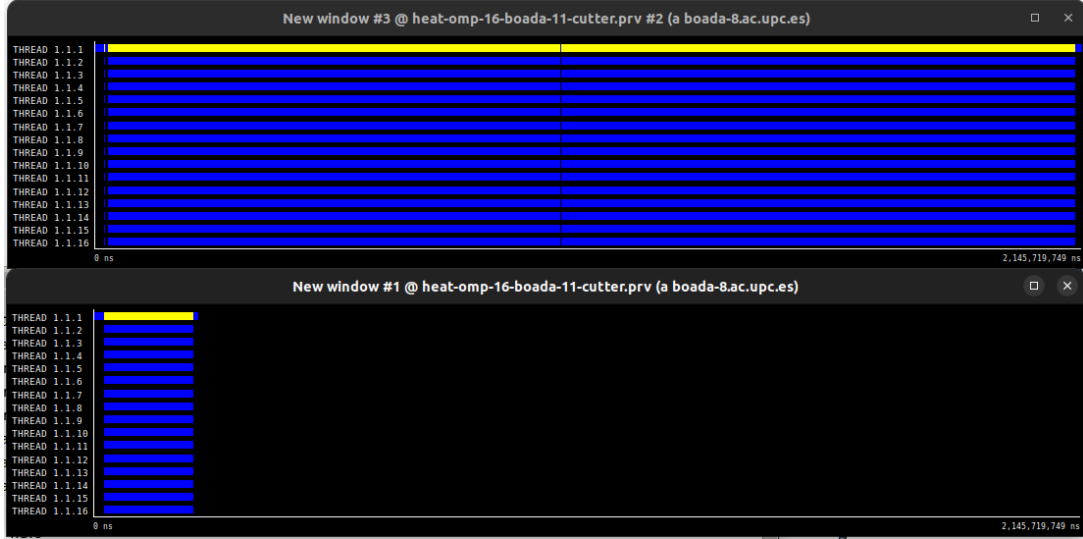 New window #3 @ heat-omp-16-boada-11-cutter.prv #2 (a boada-8.ac.upc.es)
THREAD 1.1.1
THREAD 1.1.2
THREAD 1.1.3
THREAD 1.1.4
THREAD 1.1.5
THREAD 1.1.6
THREAD 1.1.7
THREAD 1.1.8
THREAD 1.1.9
THREAD 1.1.10
THREAD 1.1.11
THREAD 1.1.12
THREAD 1.1.13
THREAD 1.1.14
THREAD 1.1.15
THREAD 1.1.16
0 ns 2,145,719,749 ns
New window #1 @ heat-omp-16-boada-11-cutter.prv (a boada-8.ac.upc.es)
THREAD 1.1.1
THREAD 1.1.2
THREAD 1.1.3
THREAD 1.1.4
THREAD 1.1.5
THREAD 1.1.6
THREAD 1.1.7
THREAD 1.1.8
THREAD 1.1.9
THREAD 1.1.10
THREAD 1.1.11
THREAD 1.1.12
THREAD 1.1.13
THREAD 1.1.14
THREAD 1.1.15
THREAD 1.1.16
0 ns 2,145,719,749 ns